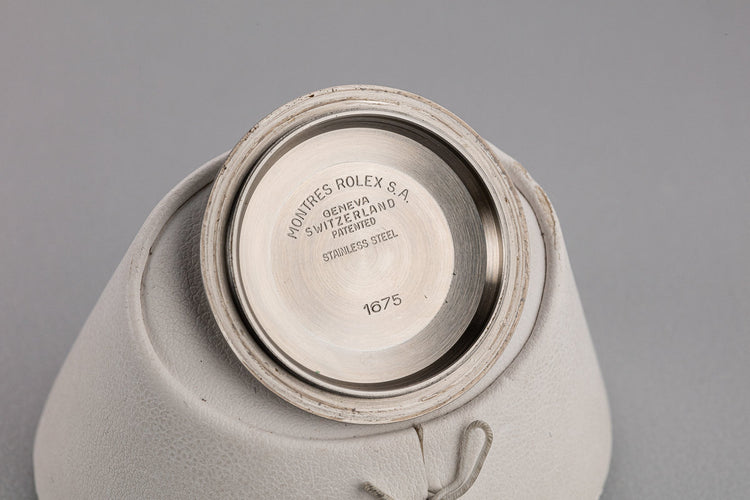 MONTRES ROLEX S.A.
GENEVA
SWITZERLAND
PATENTED
STAINLESS STEEL
1675